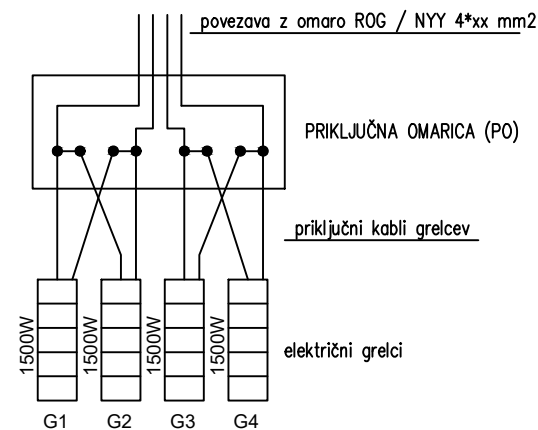 povezava z omaro ROG / NYY 4*xx mm2
PRIKLJUČNA OMARICA (PO)
priključni kabli grelcev
1500W
1500W
1500W
1500W
električni grelci
G1
G2
G3
G4